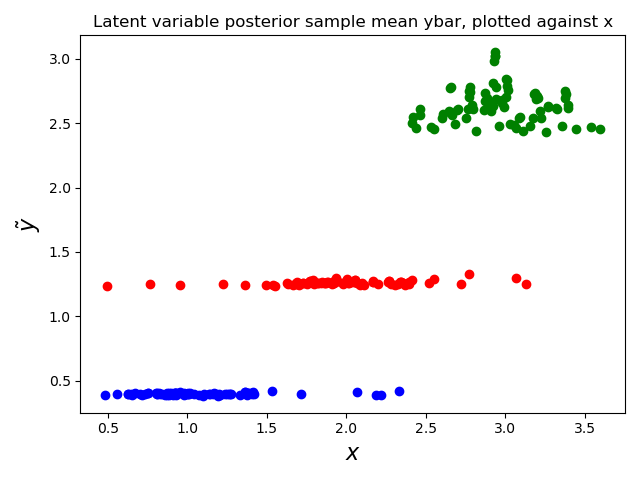 Latent variable posterior sample mean ybar, plotted against x
3.0
2.5
2.0
1.5
1.0
0.5
ỹ
0.5 1.0 1.5 2.0 2.5 3.0 3.5
x